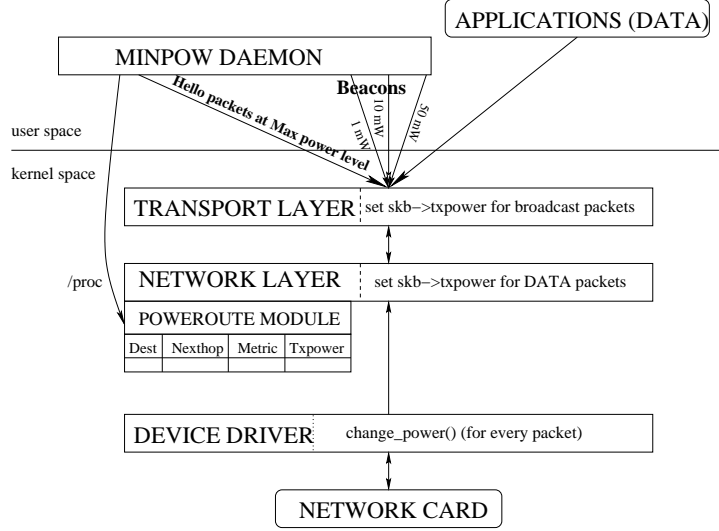 APPLICATIONS (DATA)
MINPOW DAEMON
Beacons
Hello packets at Max power level
1 mW
10 mW
50 mW
user space
kernel space
TRANSPORT LAYER
set skb−>txpower for broadcast packets
/proc
NETWORK LAYER
set skb−>txpower for DATA packets
POWEROUTE MODULE
Dest Nexthop Metric Txpower
DEVICE DRIVER
change_power() (for every packet)
NETWORK CARD